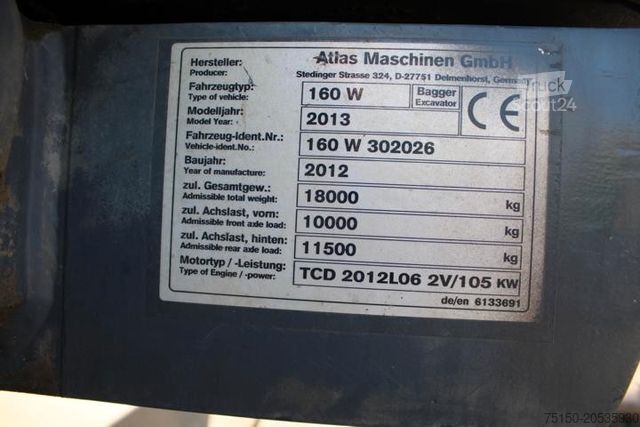 Hersteller: Atlas Maschinen GmbH
Producer: Stedinger Strasse 324, D-27751 Delmenhorst,
Fahrzeugtyp: 160 W Bagger
Type of vehicle: Excavator
Modelljahr: 2013 CE
Model Year:
Fahrzeug-Ident.Nr.: 160 W 302026
Vehicle-ident.No.:
Baujahr: 2012
Year of manufacture:
zul. Gesamtgew.: 18000 kg
Admissible total weight:
zul. Achslast, vorn: 10000 kg
Admissible front axle load:
zul. Achslast, hinten: 11500 kg
Admissible rear axle load:
Motortyp / -Leistung: TCD 2012L06 2V/105 KW
Type of Engine / -power:
de/en 6133691
Truck
Scout24
75150-20535930